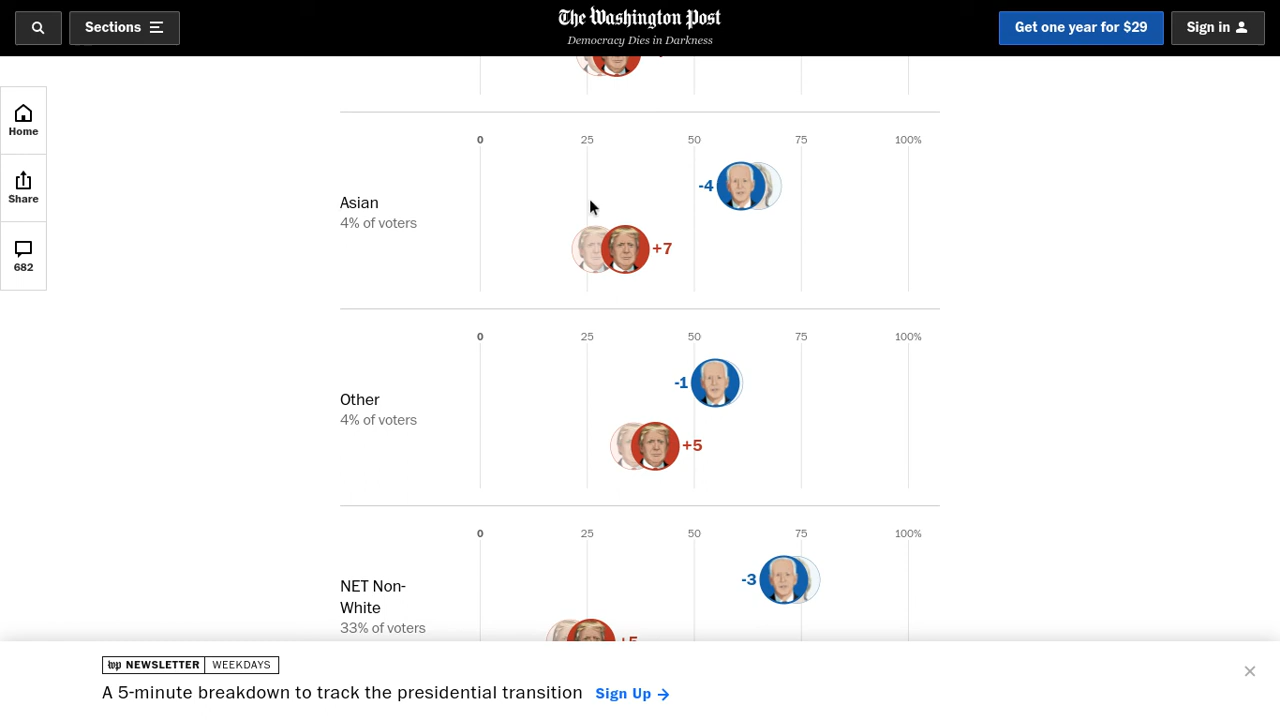 Sections
The Washington Post
Democracy Dies in Darkness
Get one year for $29
Sign in
Home
Share
682
0 25 50 75 100%
-4
Asian
4% of voters
+7
0 25 50 75 100%
-1
Other
4% of voters
+5
0 25 50 75 100%
-3
NET Non-
White
33% of voters
+5
wp NEWSLETTER WEEKDAYS
A 5-minute breakdown to track the presidential transition Sign Up →